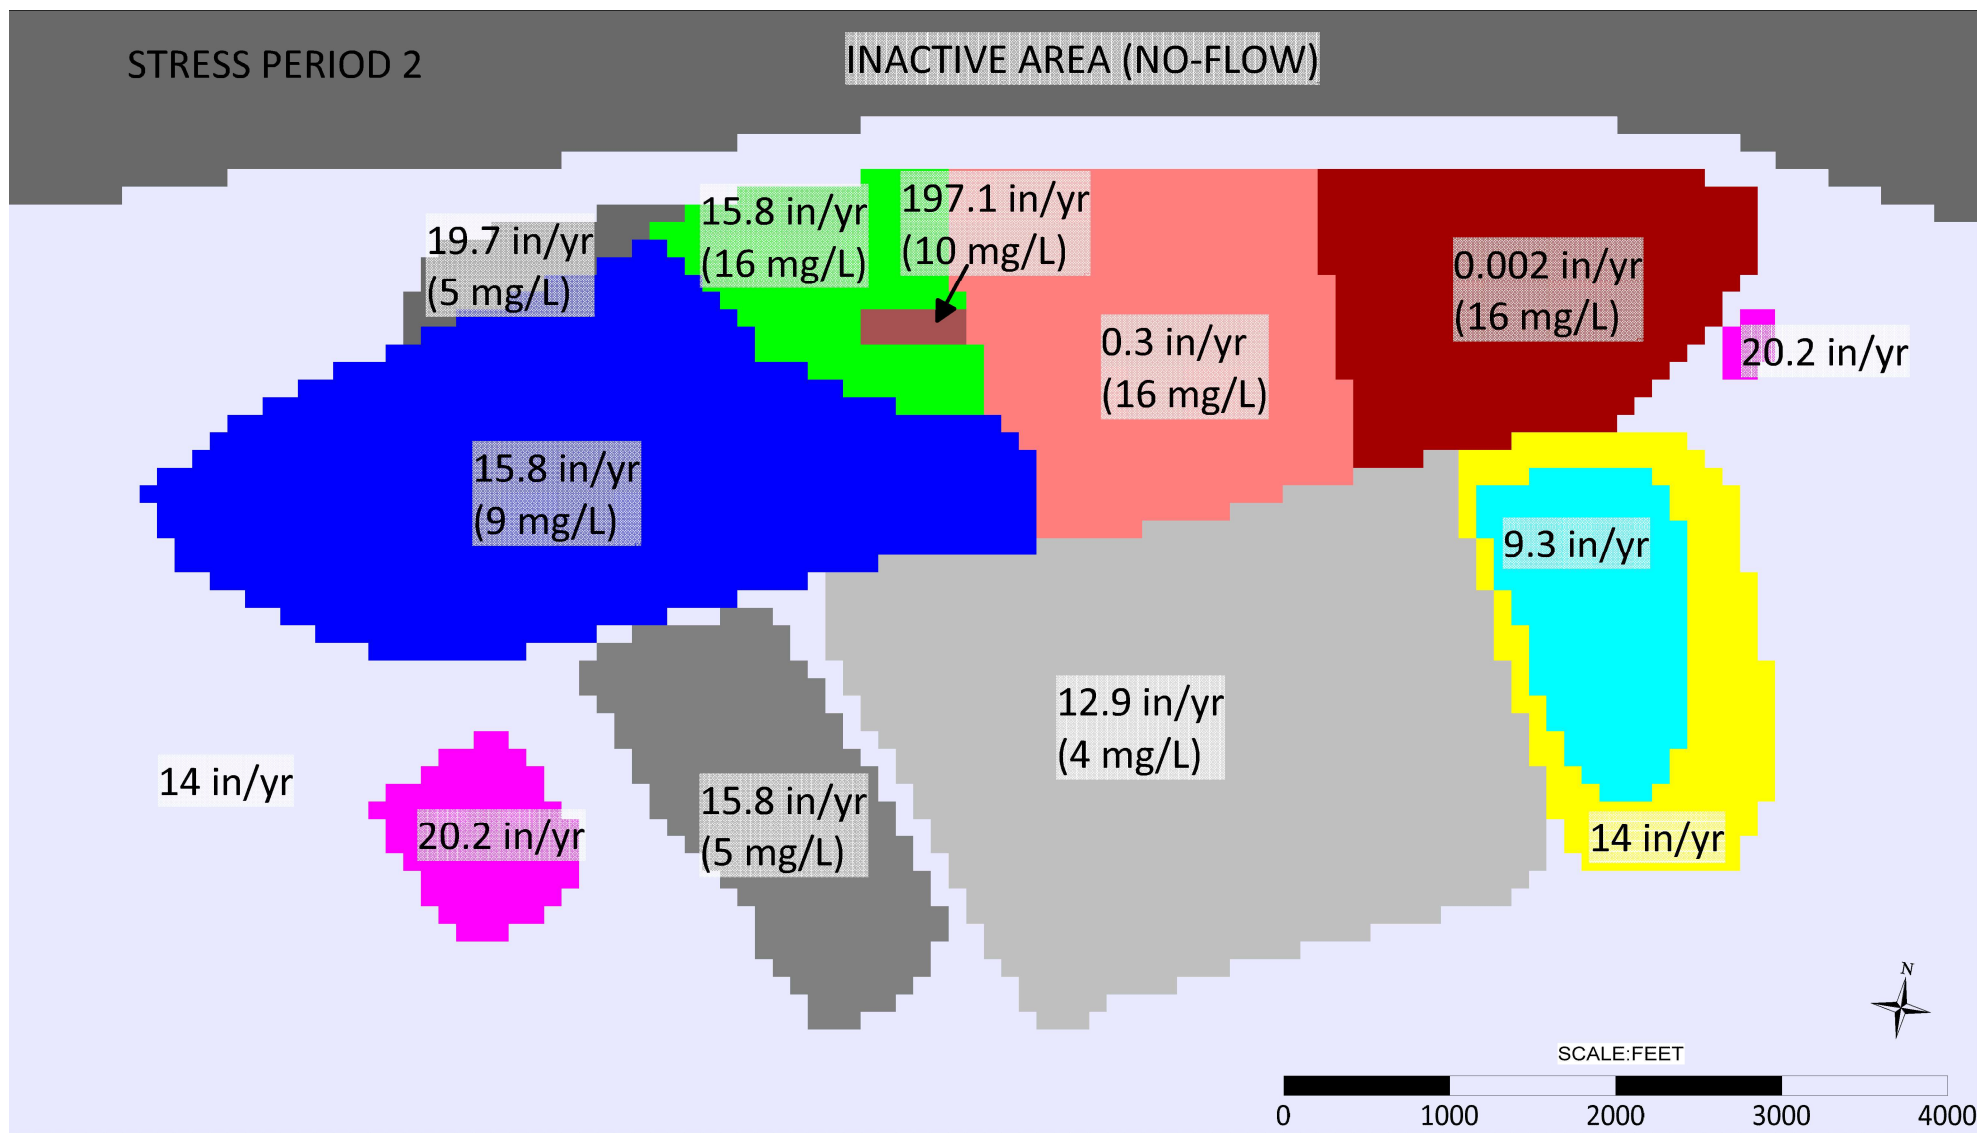 STRESS PERIOD 2
INACTIVE AREA (NO-FLOW)
19.7 in/yr
(5 mg/L)
15.8 in/yr
(16 mg/L)
197.1 in/yr
(10 mg/L)
0.3 in/yr
(16 mg/L)
0.002 in/yr
(16 mg/L)
20.2 in/yr
15.8 in/yr
(9 mg/L)
9.3 in/yr
12.9 in/yr
(4 mg/L)
14 in/yr
20.2 in/yr
15.8 in/yr
(5 mg/L)
14 in/yr
N
SCALE:FEET
0 1000 2000 3000 4000